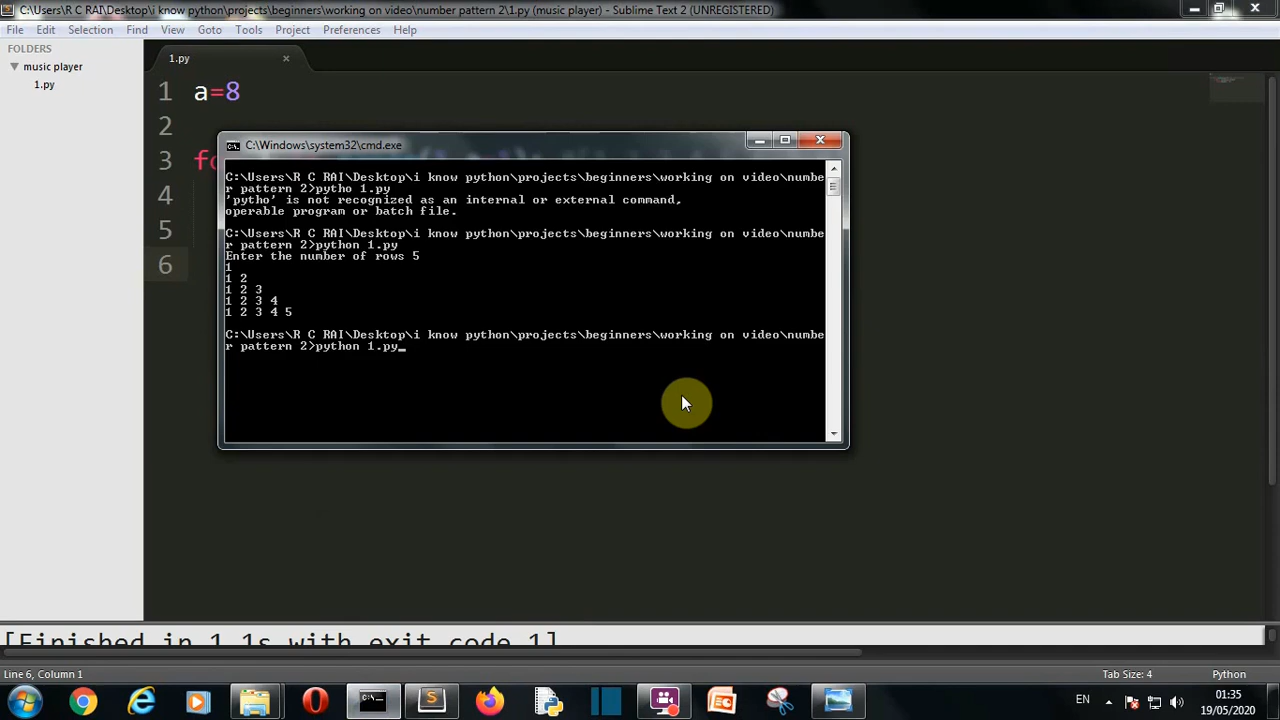 C:\Users\R C RAI\Desktop\i know python\projects\beginners\working on video\number pattern 2\1.py (music player) - Sublime Text 2 (UNREGISTERED)
File Edit Selection Find View Goto Tools Project Preferences Help
FOLDERS
music player
1.py
1.py
1 a=8
2
3 fo
4
5
6
C:\Windows\system32\cmd.exe
C:\Users\R C RAI\Desktop\i know python\projects\beginners\working on video\numbe
r pattern 2>pytho 1.py
'pytho' is not recognized as an internal or external command,
operable program or batch file.
C:\Users\R C RAI\Desktop\i know python\projects\beginners\working on video\numbe
r pattern 2>python 1.py
Enter the number of rows 5
1
1 2
1 2 3
1 2 3 4
1 2 3 4 5
C:\Users\R C RAI\Desktop\i know python\projects\beginners\working on video\numbe
r pattern 2>python 1.py_
[Finished in 1.1s with exit code 1]
Line 6, Column 1
Tab Size: 4
Python
EN
01:35
19/05/2020